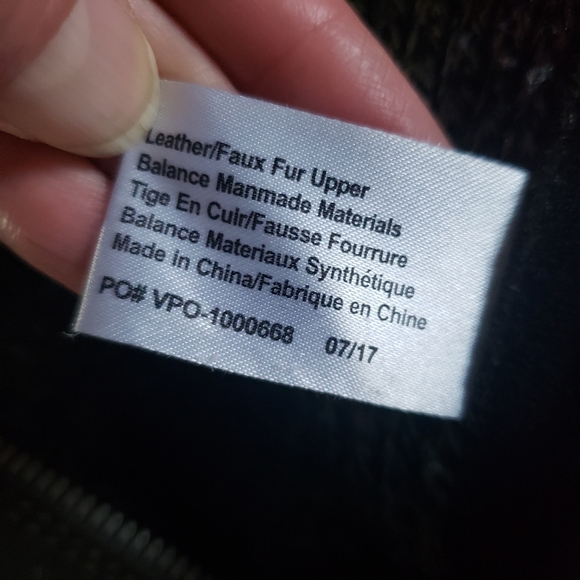 Leather/Faux Fur Upper
Balance Manmade Materials
Tige En Cuir/Fausse Fourrure
Balance Materiaux Synthétique
Made in China/Fabrique en Chine
PO# VPO-1000668 07/17